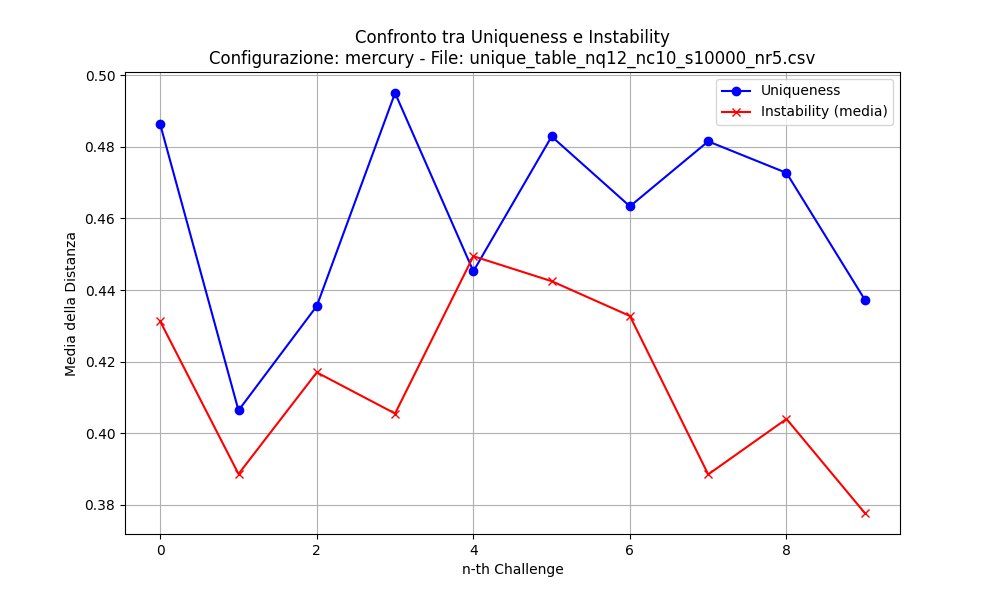 Confronto tra Uniqueness e Instability
Configurazione: mercury - File: unique_table_nq12_nc10_s10000_nr5.csv
Uniqueness
Instability (media)
Media della Distanza
0.50
0.48
0.46
0.44
0.42
0.40
0.38
0 2 4 6 8
n-th Challenge